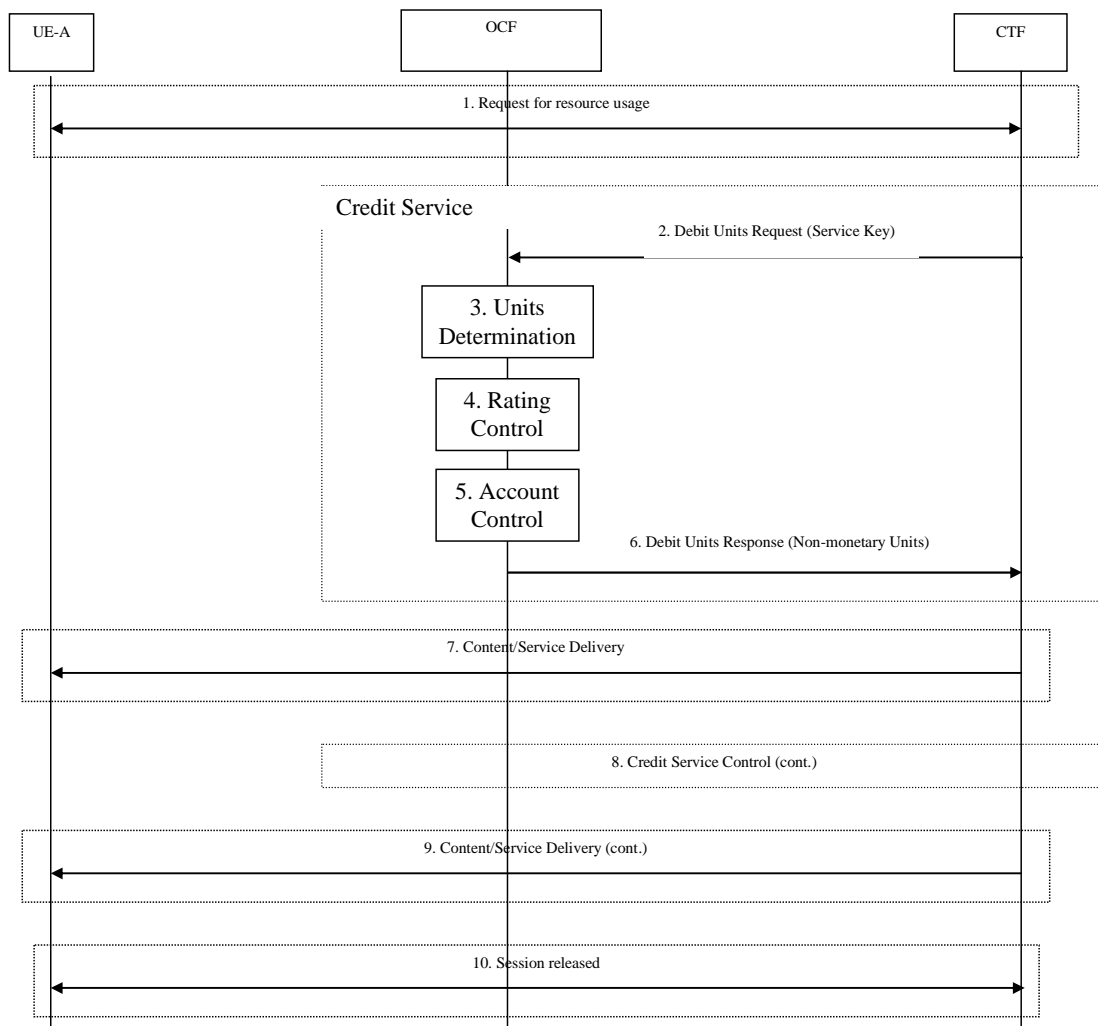 UE-A
OCF
CTF
1. Request for resource usage
Credit Service
2. Debit Units Request (Service Key)
3. Units
Determination
4. Rating
Control
5. Account
Control
6. Debit Units Response (Non-monetary Units)
7. Content/Service Delivery
8. Credit Service Control (cont.)
9. Content/Service Delivery (cont.)
10. Session released